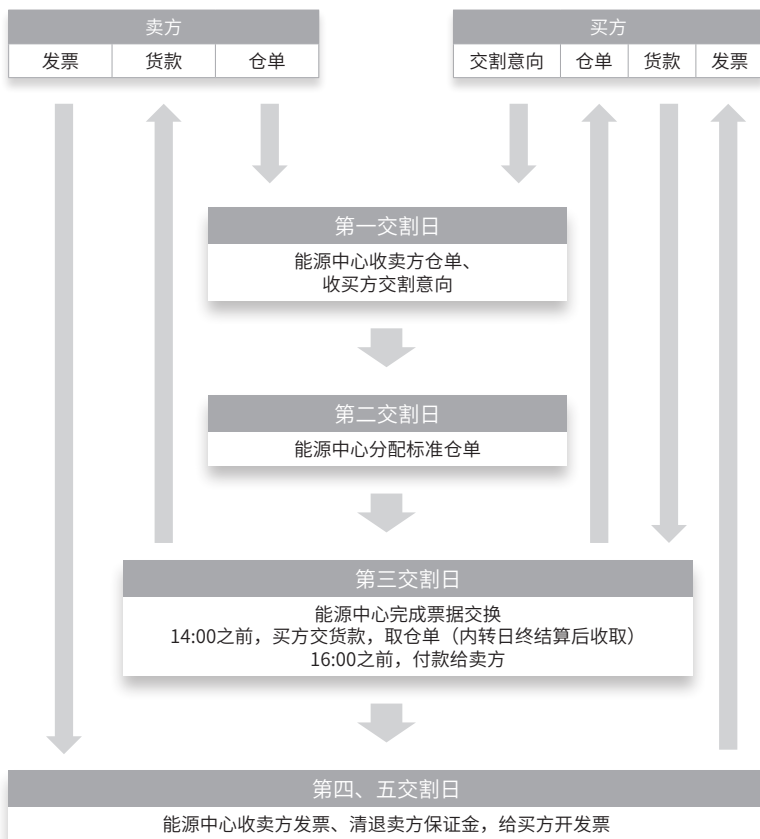 卖方
发票 货款 仓单
买方
交割意向 仓单 货款 发票
第一交割日
能源中心收卖方仓单、
收买方交割意向
第二交割日
能源中心分配标准仓单
第三交割日
能源中心完成票据交换
14:00之前，买方交货款，取仓单（内转日终结算后收取）
16:00之前，付款给卖方
第四、五交割日
能源中心收卖方发票、清退卖方保证金，给买方开发票